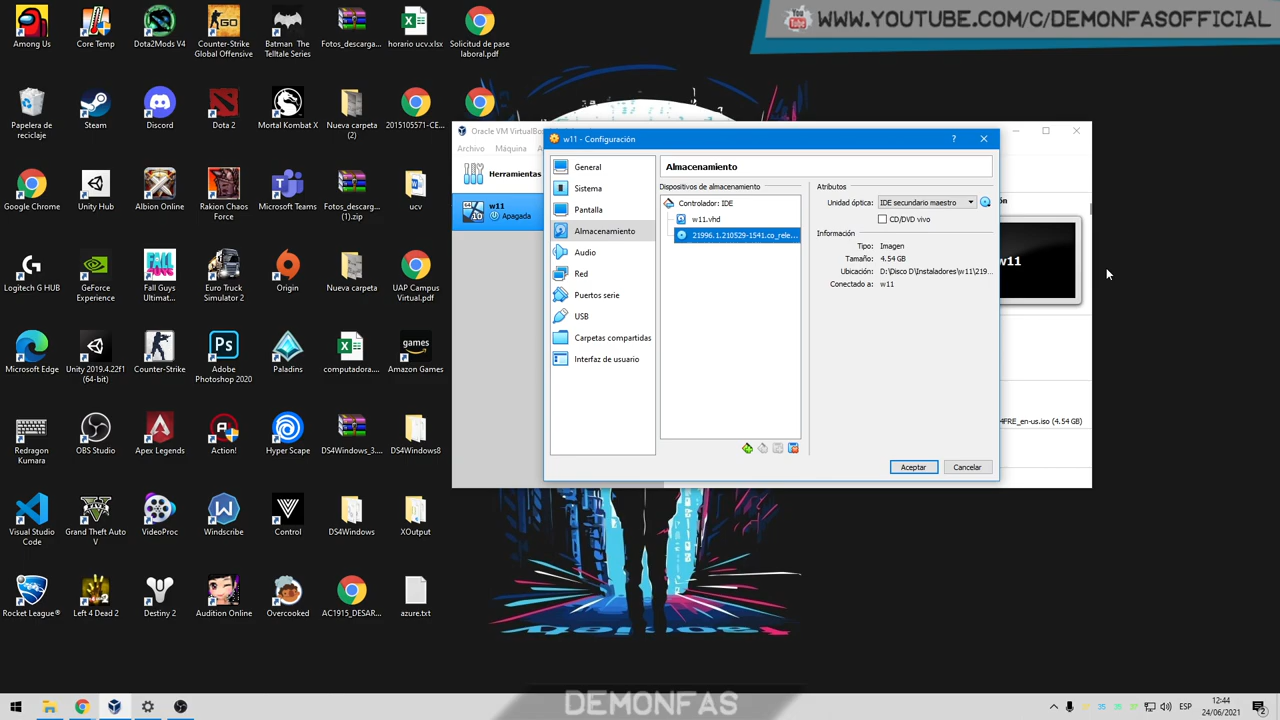 WWW.YOUTUBE.COM/C/DEMONFASOFFICIAL
Among Us
Core Temp
Dota2Mods V4
Counter-Strike Global Offensive
Batman The Telltale Series
Fotos_descarga...
horario ucv.xlsx
Solicitud de pase laboral.pdf
Papelera de reciclaje
Steam
Discord
Dota 2
Mortal Kombat X
Nueva carpeta (2)
2015105571-CE...
Google Chrome
Unity Hub
Albion Online
Rakion Chaos Force
Microsoft Teams
Fotos_descarga... (1).zip
ucv
Logitech G HUB
GeForce Experience
Fall Guys Ultimat...
Euro Truck Simulator 2
Origin
Nueva carpeta
UAP Campus Virtual.pdf
Microsoft Edge
Unity 2019.4.22f1 (64-bit)
Counter-Strike
Adobe Photoshop 2020
Paladins
computadora....
Amazon Games
Redragon Kumara
OBS Studio
Apex Legends
Action!
Hyper Scape
DS4Windows_3....
DS4Windows8
Visual Studio Code
Grand Theft Auto V
VideoProc
Windscribe
Control
DS4Windows
XOutput
Rocket League®
Left 4 Dead 2
Destiny 2
Audition Online
Overcooked
AC1915_DESAR...
azure.txt
Oracle VM VirtualBo
Archivo Máquina A
Herramientas
w11
Apagada
w11 - Configuración
General
Sistema
Pantalla
Almacenamiento
Audio
Red
Puertos serie
USB
Carpetas compartidas
Interfaz de usuario
Almacenamiento
Dispositivos de almacenamiento
Controlador: IDE
w11.vhd
21996.1.210529-1541.co_rele...
Atributos
Unidad óptica: IDE secundario maestro
CD/DVD vivo
Información
Tipo: Imagen
Tamaño: 4.54 GB
Ubicación: D:\Disco D\Instaladores\w11\219...
Conectado a: w11
Aceptar Cancelar
ón
w11
4FRE_en-us.iso (4.54 GB)
DEMONFAS
ESP
12:44
24/06/2021
2